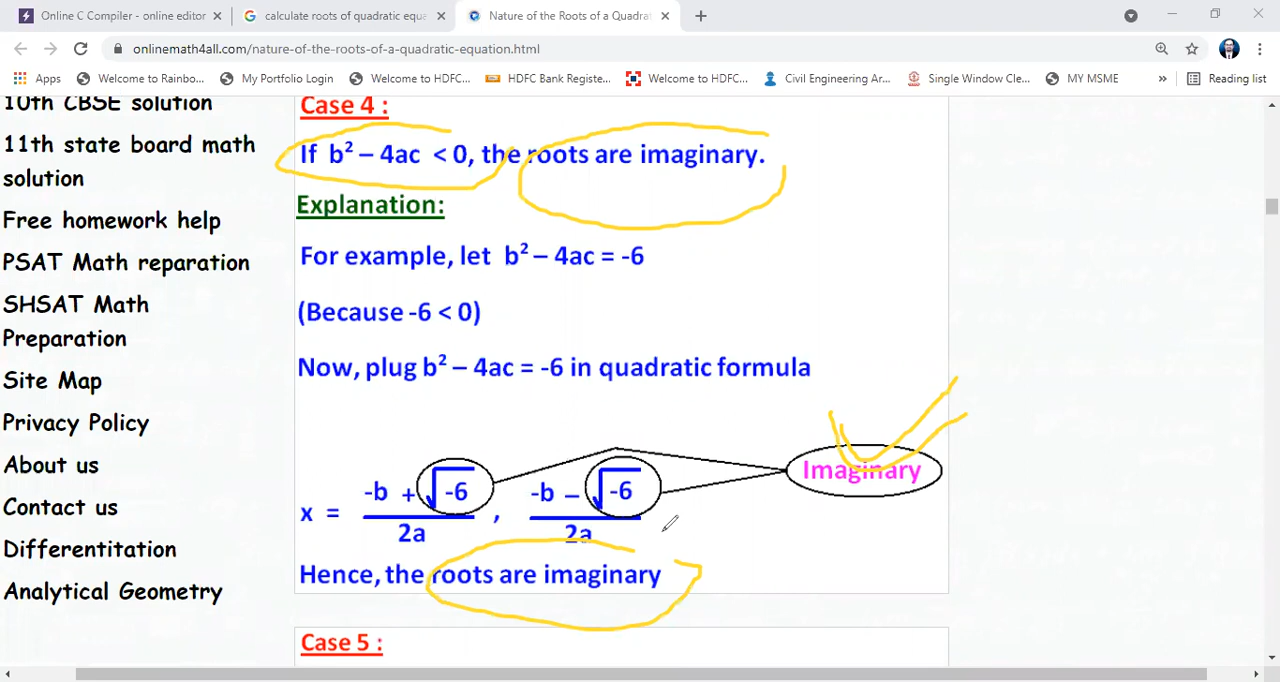 Online C Compiler - online editor
calculate roots of quadratic equa
Nature of the Roots of a Quadrat
onlinemath4all.com/nature-of-the-roots-of-a-quadratic-equation.html
Apps
Welcome to Rainbo...
My Portfolio Login
Welcome to HDFC...
HDFC Bank Registe...
Welcome to HDFC...
Civil Engineering Ar...
Single Window Cle...
MY MSME
»
Reading list
10th CBSE solution
11th state board math
solution
Free homework help
PSAT Math reparation
SHSAT Math
Preparation
Site Map
Privacy Policy
About us
Contact us
Differentitation
Analytical Geometry
Case 4 :
If b² – 4ac < 0, the roots are imaginary.
Explanation:
For example, let b² – 4ac = -6
(Because -6 < 0)
Now, plug b² – 4ac = -6 in quadratic formula
Imaginary
x = (-b + √-6)/2a , (-b – √-6)/2a
Hence, the roots are imaginary
Case 5 :